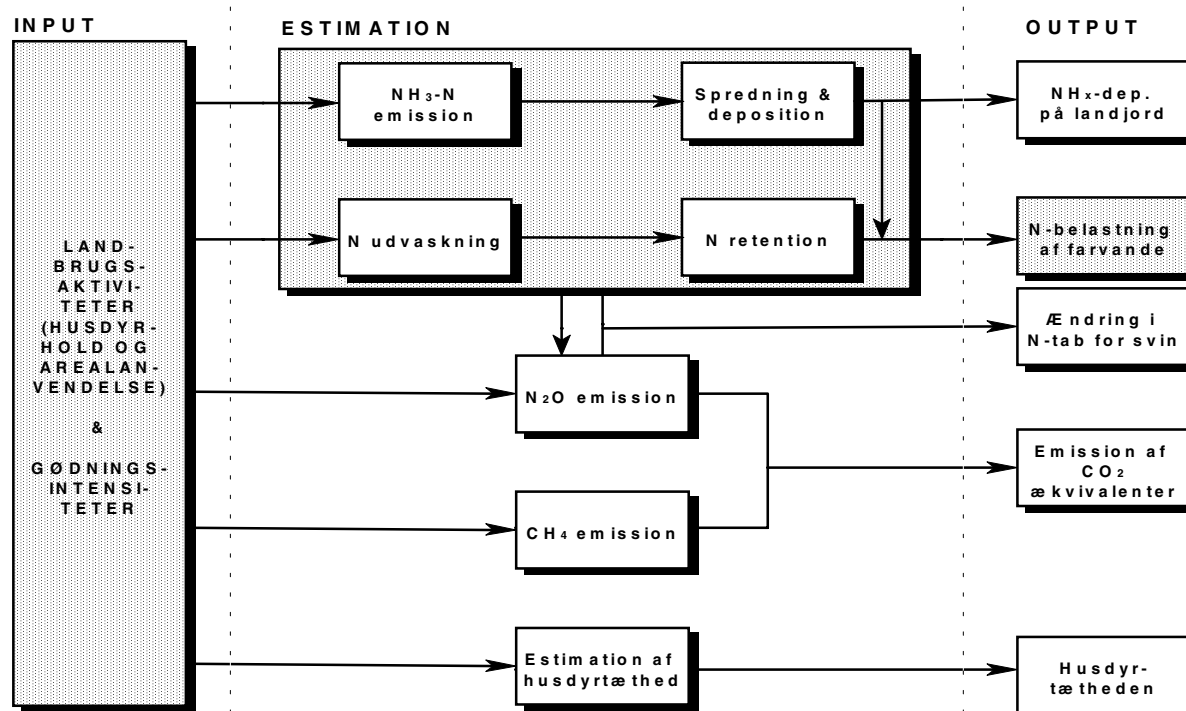 INPUT
ESTIMATION
OUTPUT
LAND-
BRUGS-
AKTIVI-
TETER
(HUSDYR-
HOLD OG
AREALAN-
VENDELSE)
&
GØDNINGS-
INTENSI-
TETER
NH₃-N
emission
Spredning &
deposition
NHₓ-dep.
på landjord
N udvaskning
N retention
N-belastning
af farvande
Ændring i
N-tab for svin
N₂O emission
Emission af
CO₂
ækvivalenter
CH₄ emission
Estimation af
husdyrtæthed
Husdyr-
tætheden